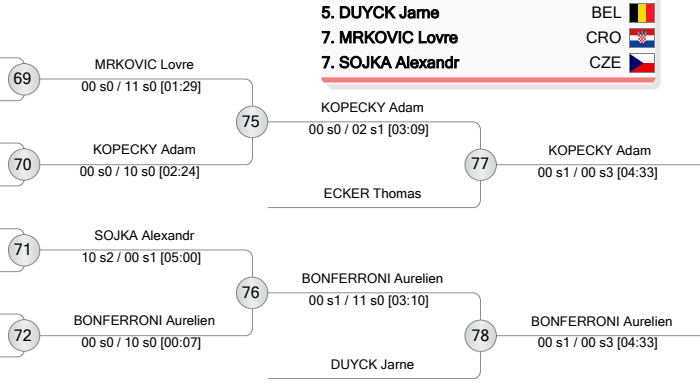 5. DUYCK Jarne BEL
7. MRKOVIC Lovre CRO
7. SOJKA Alexandr CZE
69
MRKOVIC Lovre
00 s0 / 11 s0 [01:29]
75
KOPECKY Adam
00 s0 / 02 s1 [03:09]
70
KOPECKY Adam
00 s0 / 10 s0 [02:24]
77
KOPECKY Adam
00 s1 / 00 s3 [04:33]
ECKER Thomas
71
SOJKA Alexandr
10 s2 / 00 s1 [05:00]
76
BONFERRONI Aurelien
00 s1 / 11 s0 [03:10]
72
BONFERRONI Aurelien
00 s0 / 10 s0 [00:07]
78
BONFERRONI Aurelien
00 s1 / 00 s3 [04:33]
DUYCK Jarne